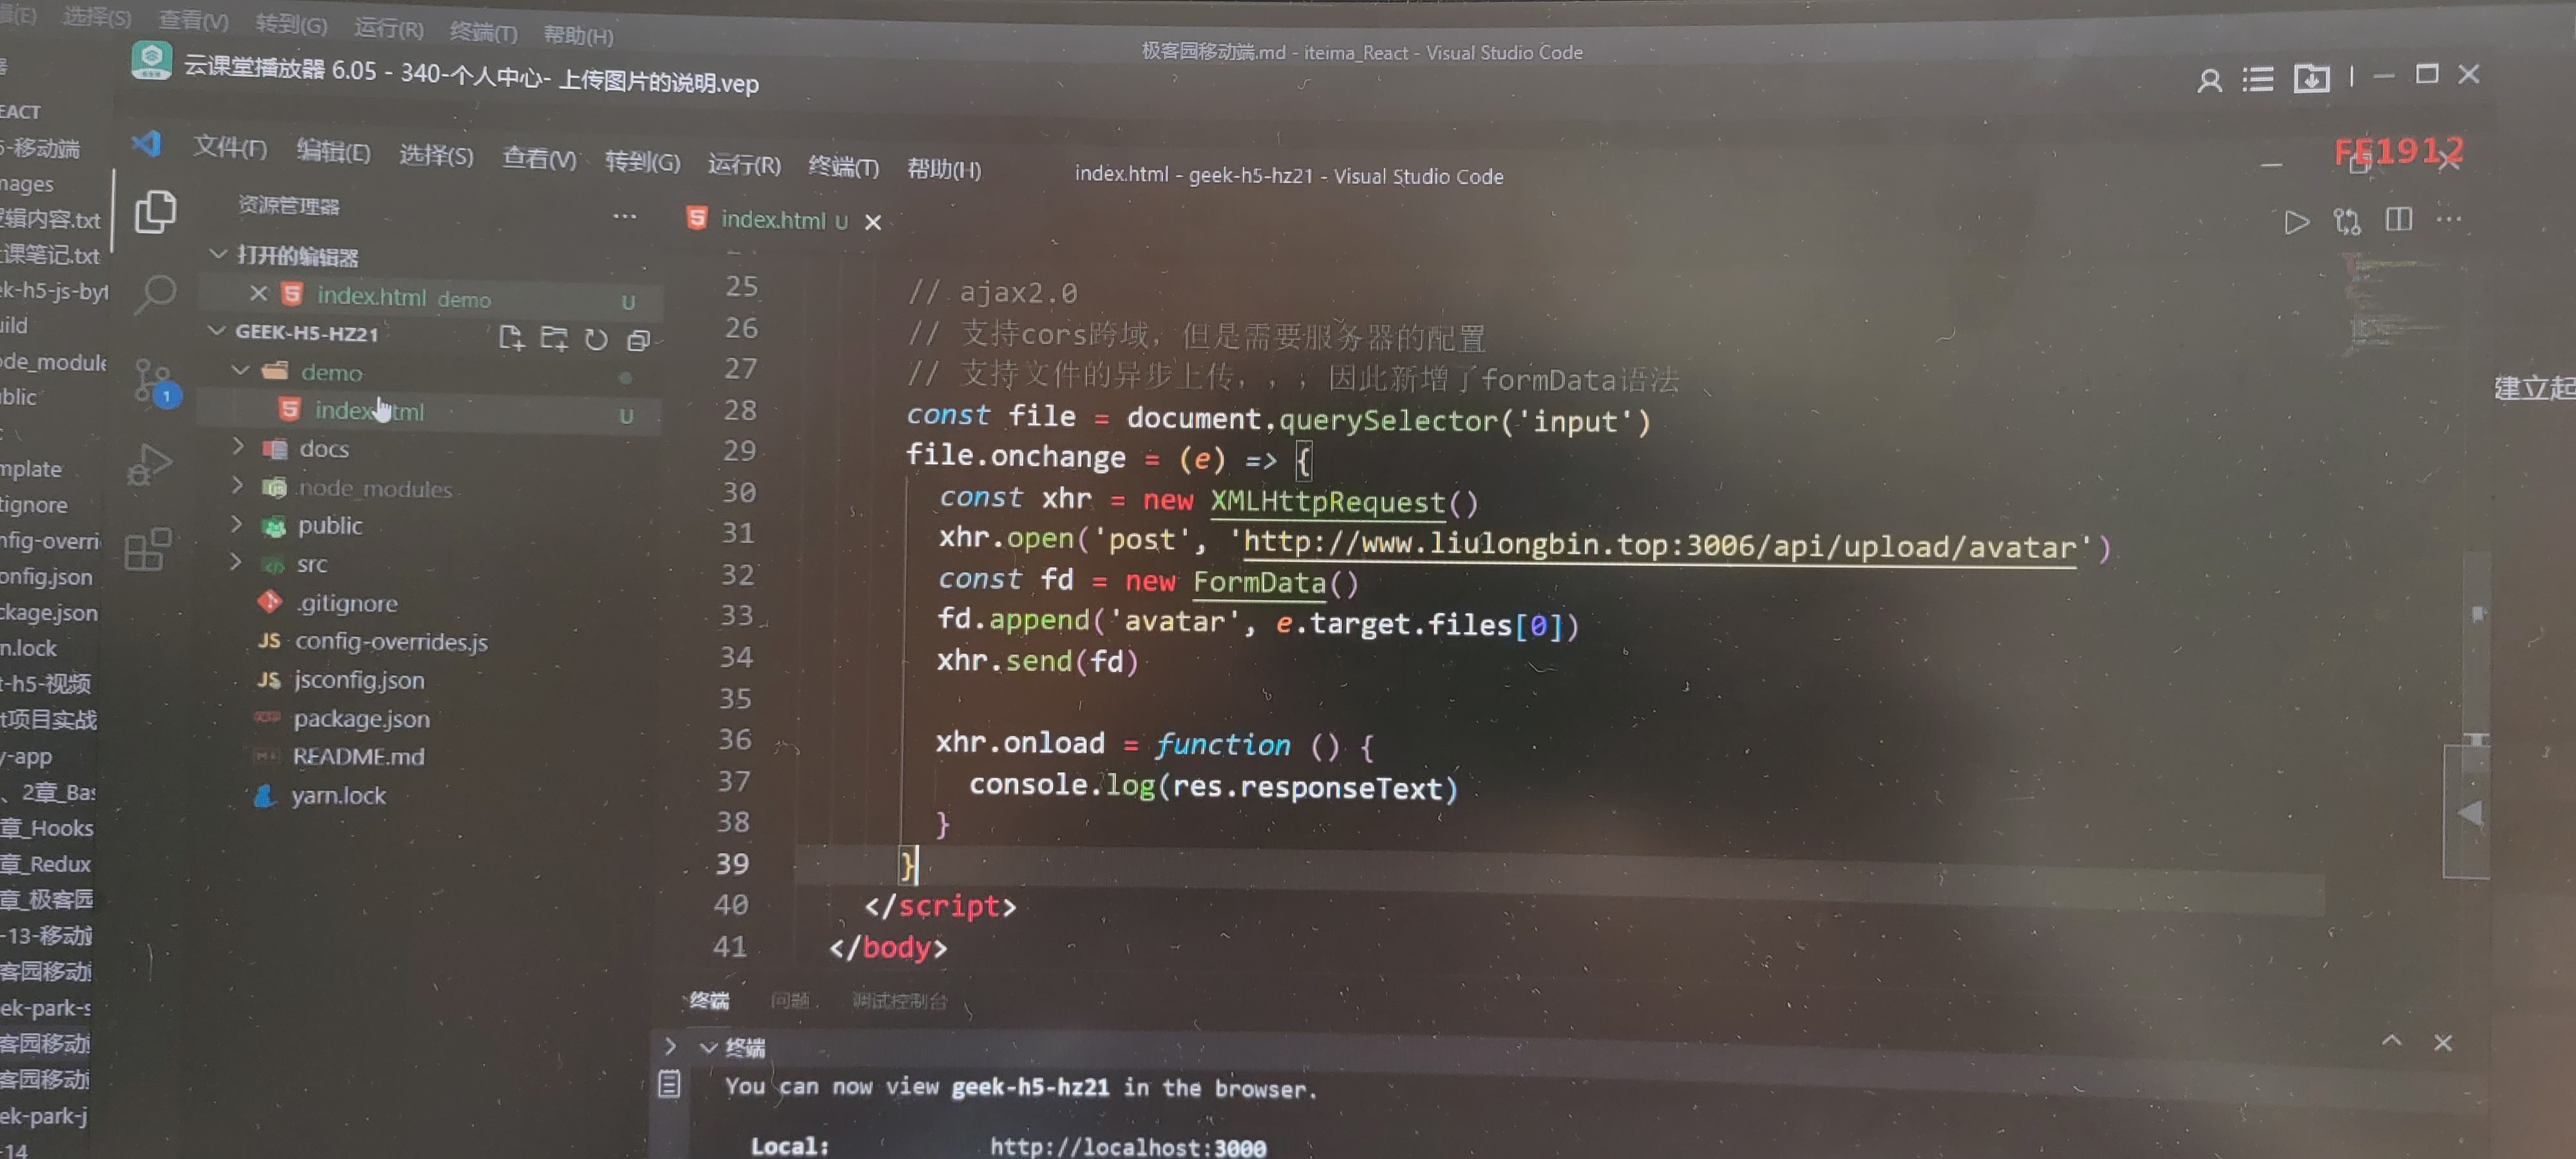 选择(S) 查看(V) 转到(G) 运行(R) 终端(T) 帮助(H)
极客园移动端.md - iteima_React - Visual Studio Code
云课堂播放器 6.05 - 340-个人中心- 上传图片的说明.vep
FE1912
文件(F) 编辑(E) 选择(S) 查看(V) 转到(G) 运行(R) 终端(T) 帮助(H)
index.html - geek-h5-hz21 - Visual Studio Code
EACT
-移动端
mages
逻辑内容.txt
课笔记.txt
ek-h5-js-byt
uild
ode_module
blic
mplate
tignore
nfig-overri
onfig.json
ckage.json
n.lock
t-h5-视频
t项目实战
y-app
、2章_Bas
章_Hooks
章_Redux
章_极客园
-13-移动端
客园移动端
ek-park-s
客园移动端
客园移动端
ek-park-j
-14
资源管理器 ···
打开的编辑器
index.html demo U
GEEK-H5-HZ21
demo
index.html U
docs
node_modules
public
src
.gitignore
JS config-overrides.js
JS jsconfig.json
package.json
README.md
yarn.lock
1
index.html U
25 // ajax2.0
26 // 支持cors跨域，但是需要服务器的配置
27 // 支持文件的异步上传，，；因此新增了formData语法
28 const file = document.querySelector('input')
29 file.onchange = (e) => {
30 const xhr = new XMLHttpRequest()
31 xhr.open('post', 'http://www.liulongbin.top:3006/api/upload/avatar')
32 const fd = new FormData()
33 fd.append('avatar', e.target.files[0])
34 xhr.send(fd)
35
36 xhr.onload = function () {
37 console.log(res.responseText)
38 }
39 }
40 </script>
41 </body>
建立起
终端 问题 调试控制台
终端
You can now view geek-h5-hz21 in the browser.
Local: http://localhost:3000